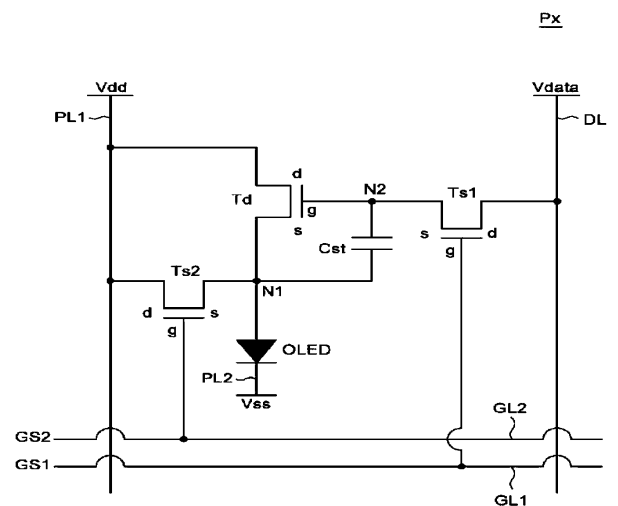 Px
Vdd
Vdata
PL1
DL
d
Td
g
s
N2
Ts1
s
d
g
Cst
Ts2
N1
d
s
g
OLED
PL2
Vss
GL2
GS2
GS1
GL1